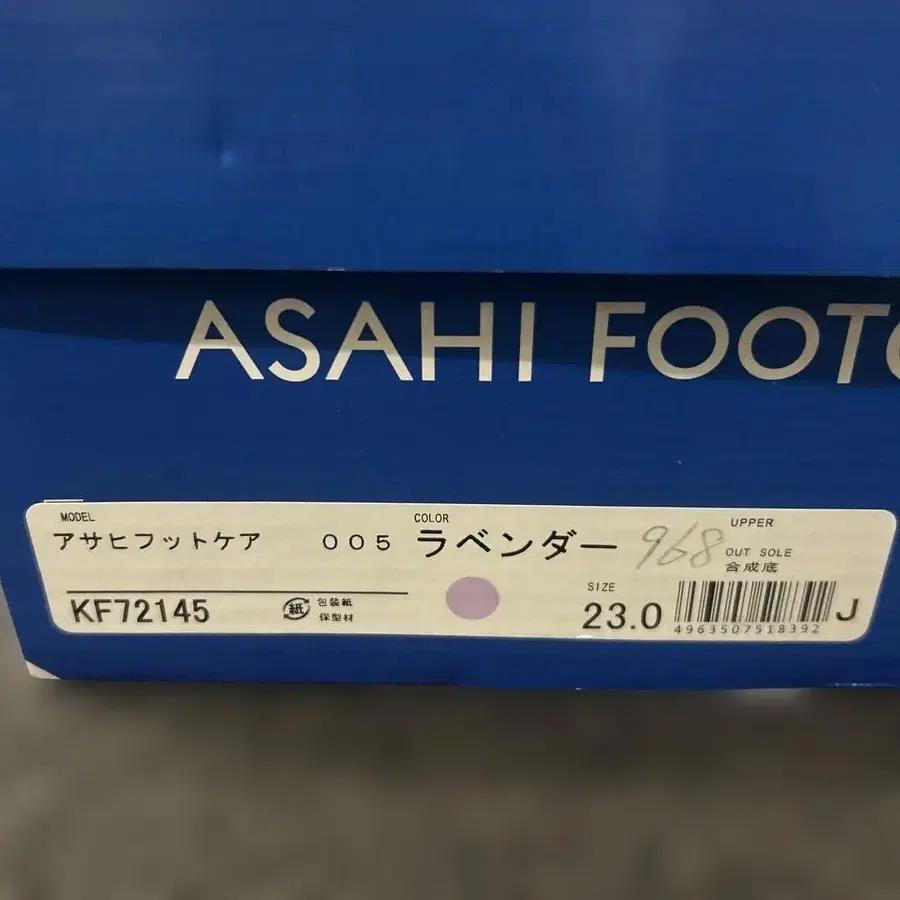 ASAHI FOOTC
MODEL
アサヒフットケア 005
KF72145
紙
包装紙
保型材
COLOR
ラベンダー
968
UPPER
OUT SOLE
合成底
SIZE
23.0
4963507518392
J